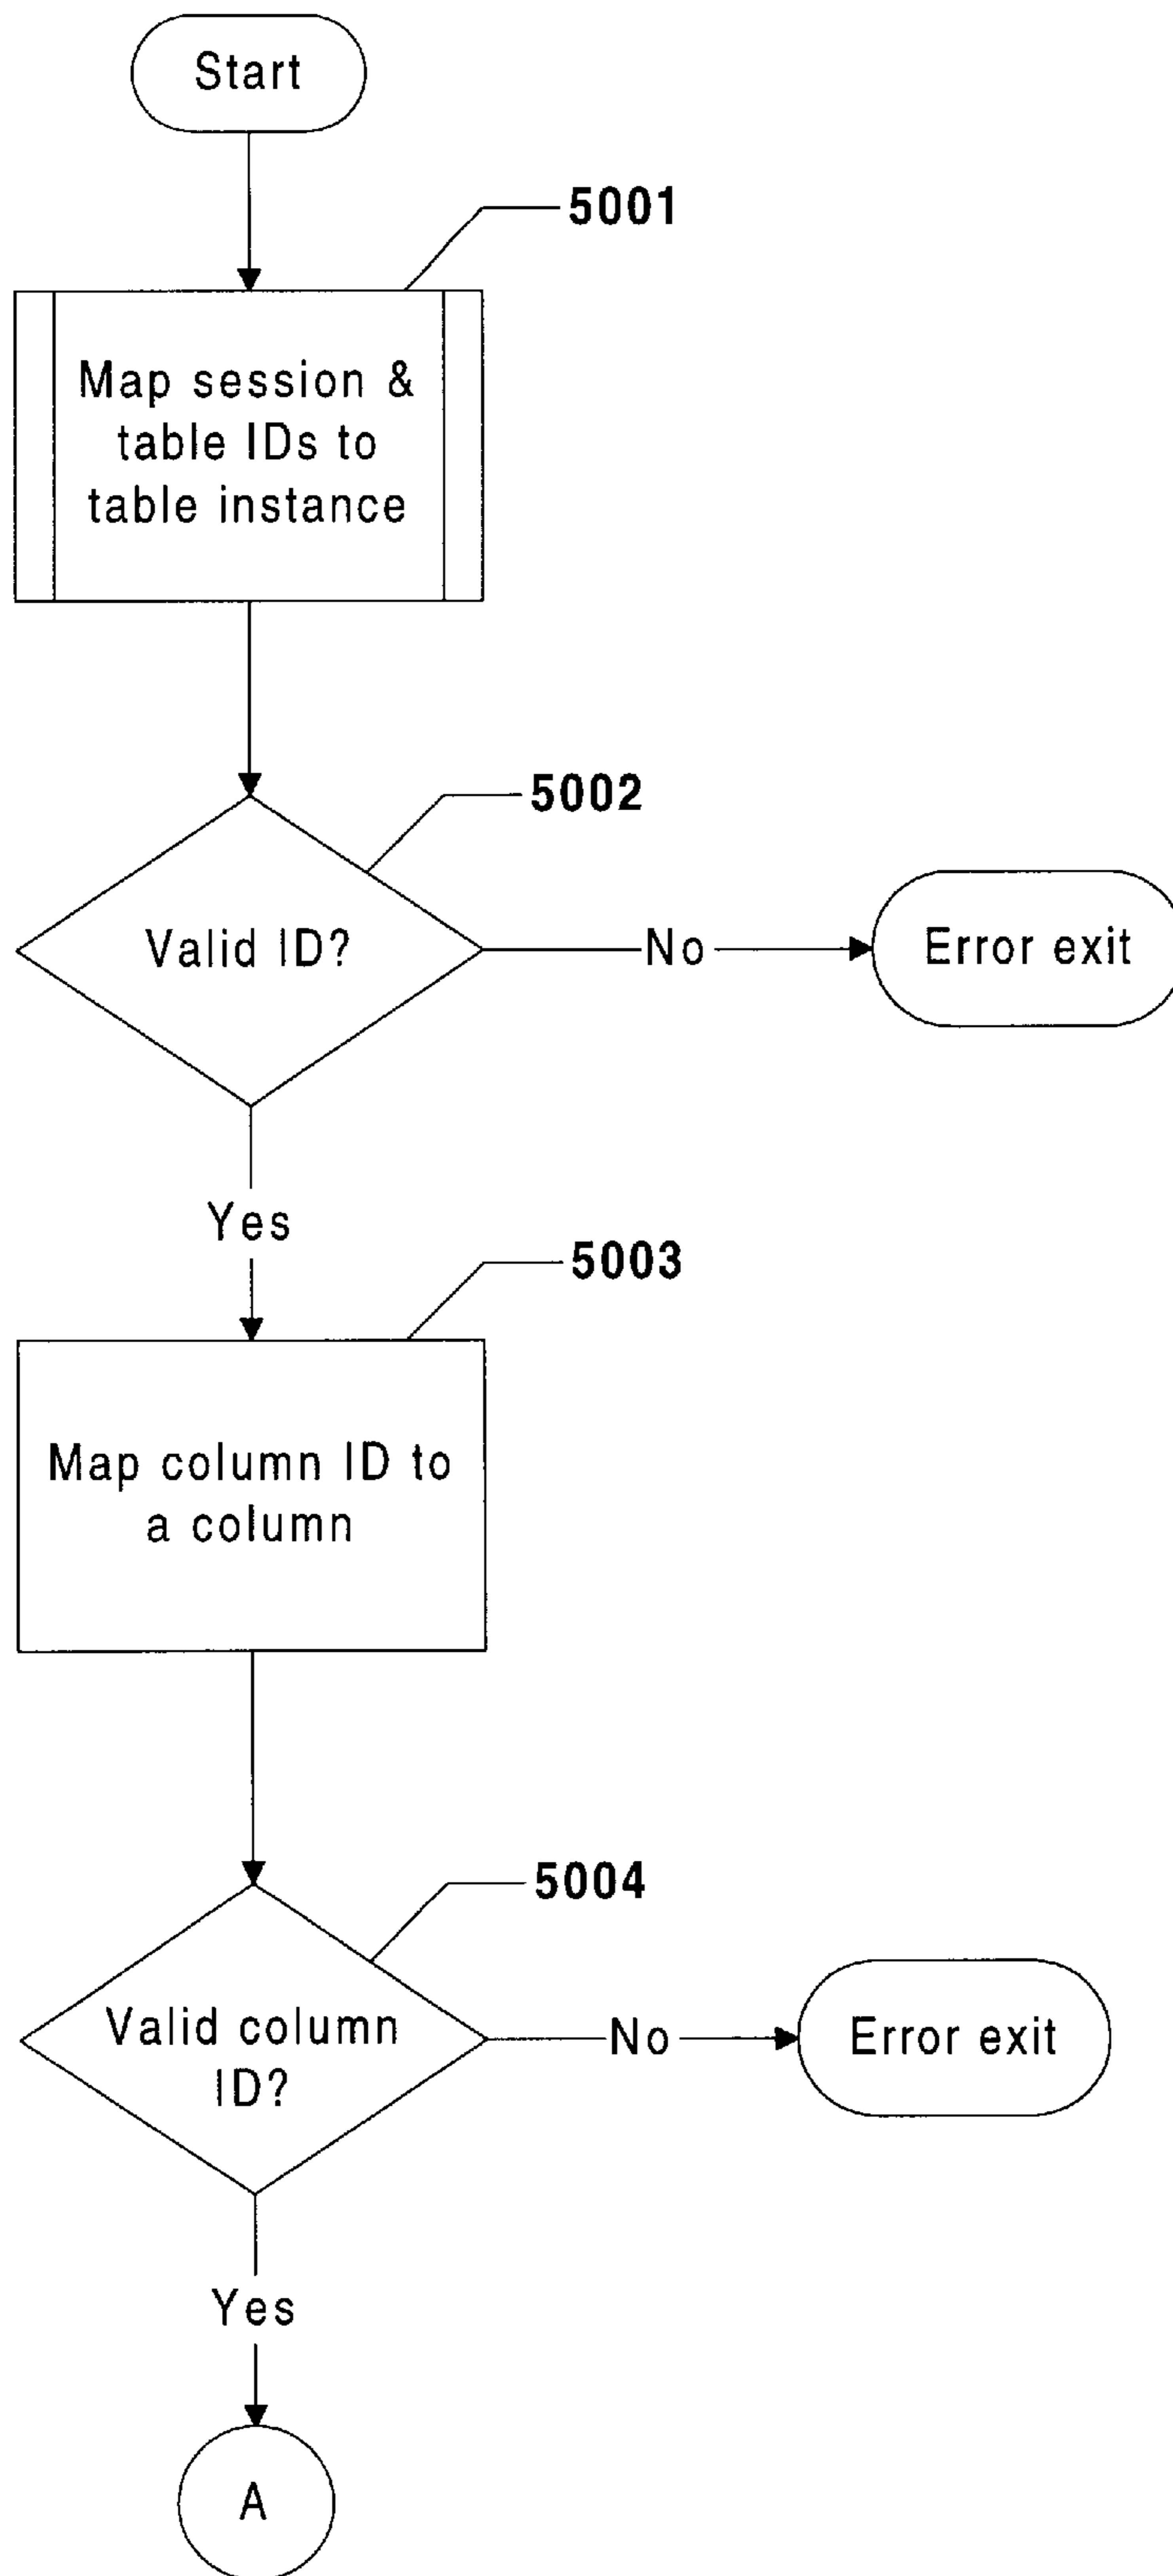 Start
5001
Map session &
table IDs to
table instance
5002
Valid ID?
No
Error exit
Yes
5003
Map column ID to
a column
5004
Valid column
ID?
No
Error exit
Yes
A